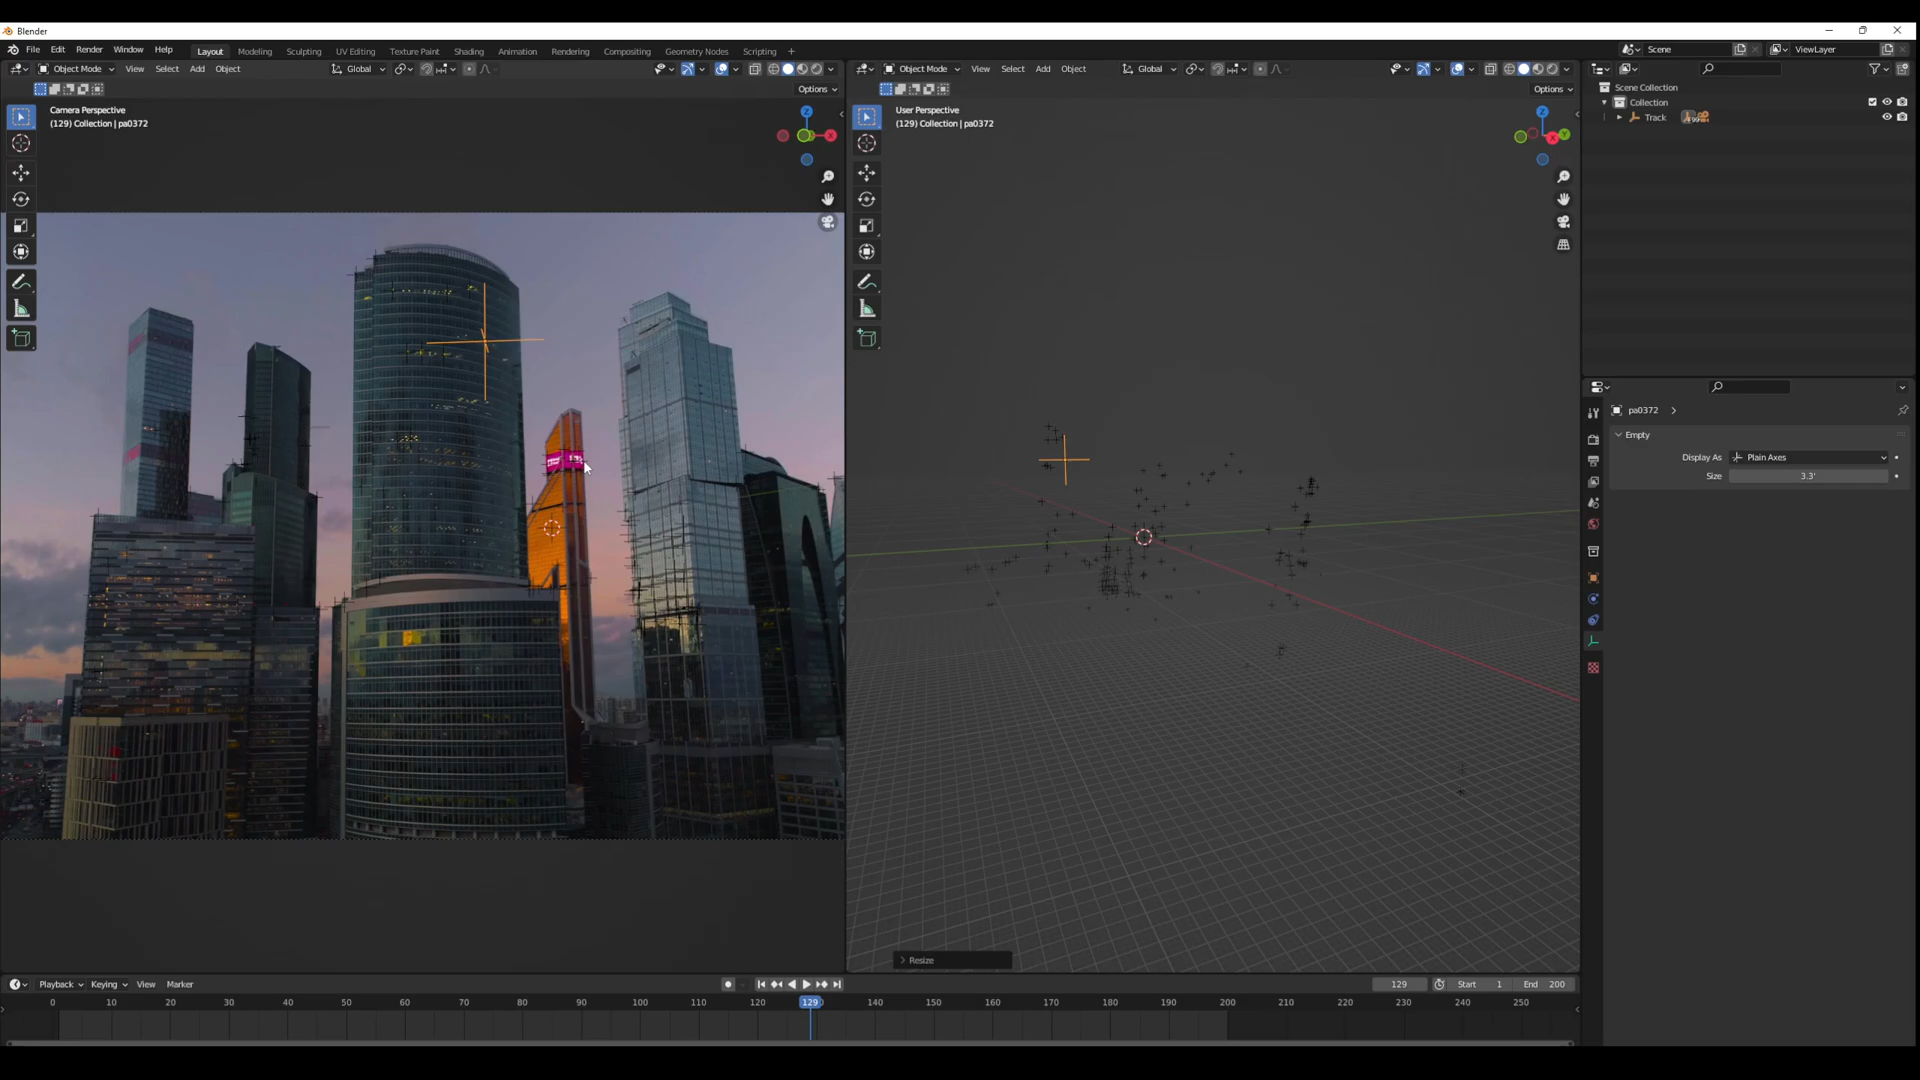 Blender
File Edit Render Window Help Layout Modeling Sculpting UV Editing Texture Paint Shading Animation Rendering Compositing Geometry Nodes Scripting + Scene ViewLayer
Object Mode View Select Add Object Global
Object Mode View Select Add Object Global
Options
Options
Camera Perspective
(129) Collection | pa0372
Z
X
User Perspective
(129) Collection | pa0372
Z
X
Y
Scene Collection
Collection
Track
pa0372
Empty
Display As Plain Axes
Size 3.3'
Resize
Playback Keying View Marker 129 Start 1 End 200
0 10 20 30 40 50 60 70 80 90 100 110 120 129 140 150 160 170 180 190 200 210 220 230 240 250